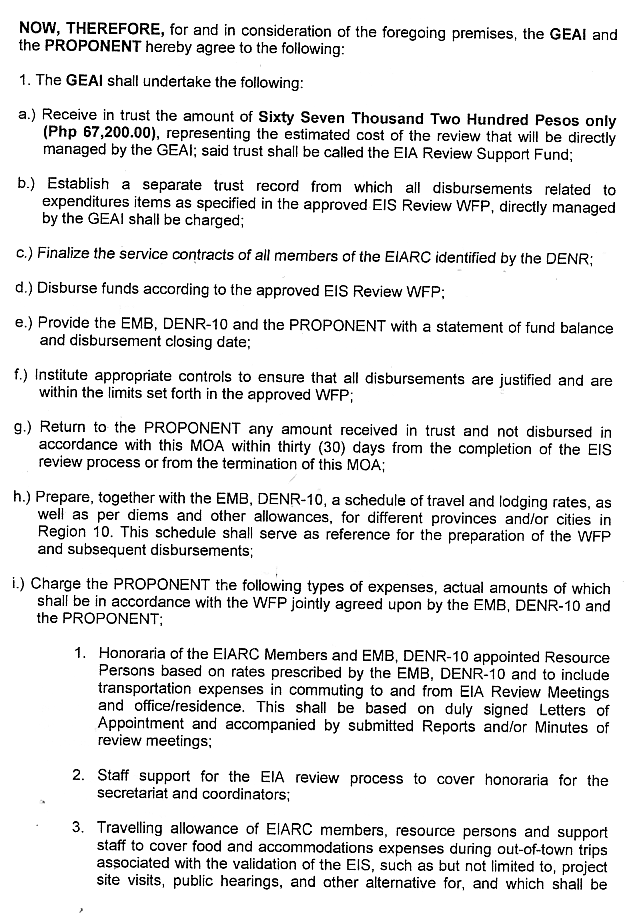 NOW, THEREFORE, for and in consideration of the foregoing premises, the GEAI and
the PROPONENT hereby agree to the following:
1. The GEAI shall undertake the following:
a.) Receive in trust the amount of Sixty Seven Thousand Two Hundred Pesos only
(Php 67,200.00), representing the estimated cost of the review that will be directly
managed by the GEAI; said trust shall be called the EIA Review Support Fund;
b.) Establish a separate trust record from which all disbursements related to
expenditures items as specified in the approved EIS Review WFP, directly managed
by the GEAI shall be charged;
c.) Finalize the service contracts of all members of the EIARC identified by the DENR;
d.) Disburse funds according to the approved EIS Review WFP;
e.) Provide the EMB, DENR-10 and the PROPONENT with a statement of fund balance
and disbursement closing date;
f.) Institute appropriate controls to ensure that all disbursements are justified and are
within the limits set forth in the approved WFP;
g.) Return to the PROPONENT any amount received in trust and not disbursed in
accordance with this MOA within thirty (30) days from the completion of the EIS
review process or from the termination of this MOA;
h.) Prepare, together with the EMB, DENR-10, a schedule of travel and lodging rates, as
well as per diems and other allowances, for different provinces and/or cities in
Region 10. This schedule shall serve as reference for the preparation of the WFP
and subsequent disbursements;
i.) Charge the PROPONENT the following types of expenses, actual amounts of which
shall be in accordance with the WFP jointly agreed upon by the EMB, DENR-10 and
the PROPONENT;
1. Honoraria of the EIARC Members and EMB, DENR-10 appointed Resource
Persons based on rates prescribed by the EMB, DENR-10 and to include
transportation expenses in commuting to and from EIA Review Meetings
and office/residence. This shall be based on duly signed Letters of
Appointment and accompanied by submitted Reports and/or Minutes of
review meetings;
2. Staff support for the EIA review process to cover honoraria for the
secretariat and coordinators;
3. Travelling allowance of EIARC members, resource persons and support
staff to cover food and accommodations expenses during out-of-town trips
associated with the validation of the EIS, such as but not limited to, project
site visits, public hearings, and other alternative for, and which shall be